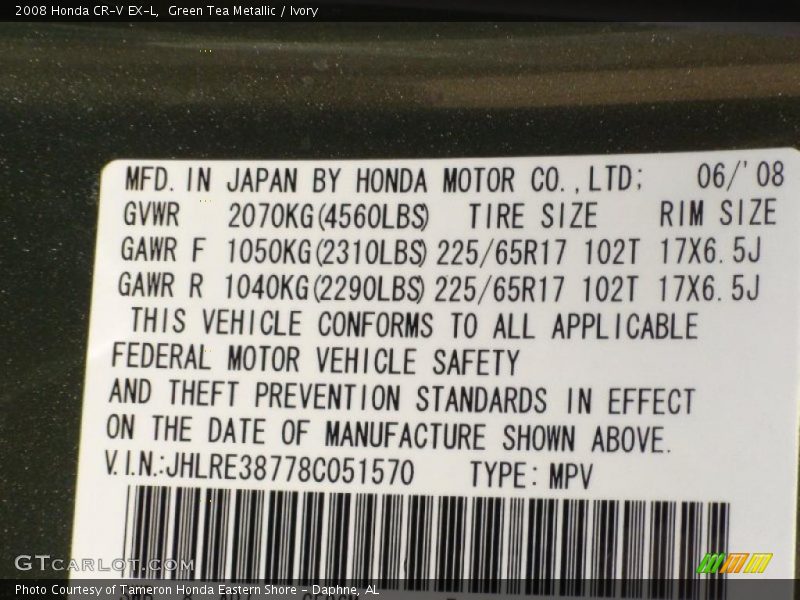 2008 Honda CR-V EX-L,  Green Tea Metallic / Ivory
MFD. IN JAPAN BY HONDA MOTOR CO.,LTD; 06/'08
GVWR 2070KG(4560LBS) TIRE SIZE RIM SIZE
GAWR F 1050KG(2310LBS) 225/65R17 102T 17X6.5J
GAWR R 1040KG(2290LBS) 225/65R17 102T 17X6.5J
THIS VEHICLE CONFORMS TO ALL APPLICABLE
FEDERAL MOTOR VEHICLE SAFETY
AND THEFT PREVENTION STANDARDS IN EFFECT
ON THE DATE OF MANUFACTURE SHOWN ABOVE.
V.I.N.:JHLRE38778C051570 TYPE: MPV
GTcarlot.com
Photo Courtesy of Tameron Honda Eastern Shore - Daphne, AL